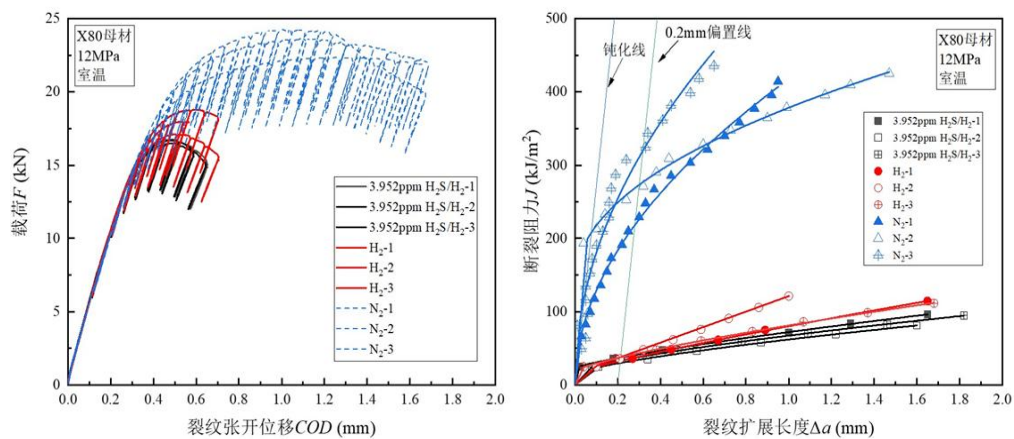 25
20
15
10
5
0
载荷F (kN)
X80母材
12MPa
室温
3.952ppm H₂S/H₂-1
3.952ppm H₂S/H₂-2
3.952ppm H₂S/H₂-3
H₂-1
H₂-2
H₂-3
N₂-1
N₂-2
N₂-3
0.0 0.2 0.4 0.6 0.8 1.0 1.2 1.4 1.6 1.8 2.0
裂纹张开位移COD (mm)
500
400
300
200
100
0
断裂阻力J (kJ/m²)
钝化线
0.2mm偏置线
X80母材
12MPa
室温
3.952ppm H₂S/H₂-1
3.952ppm H₂S/H₂-2
3.952ppm H₂S/H₂-3
H₂-1
H₂-2
H₂-3
N₂-1
N₂-2
N₂-3
0.0 0.2 0.4 0.6 0.8 1.0 1.2 1.4 1.6 1.8 2.0
裂纹扩展长度Δa (mm)